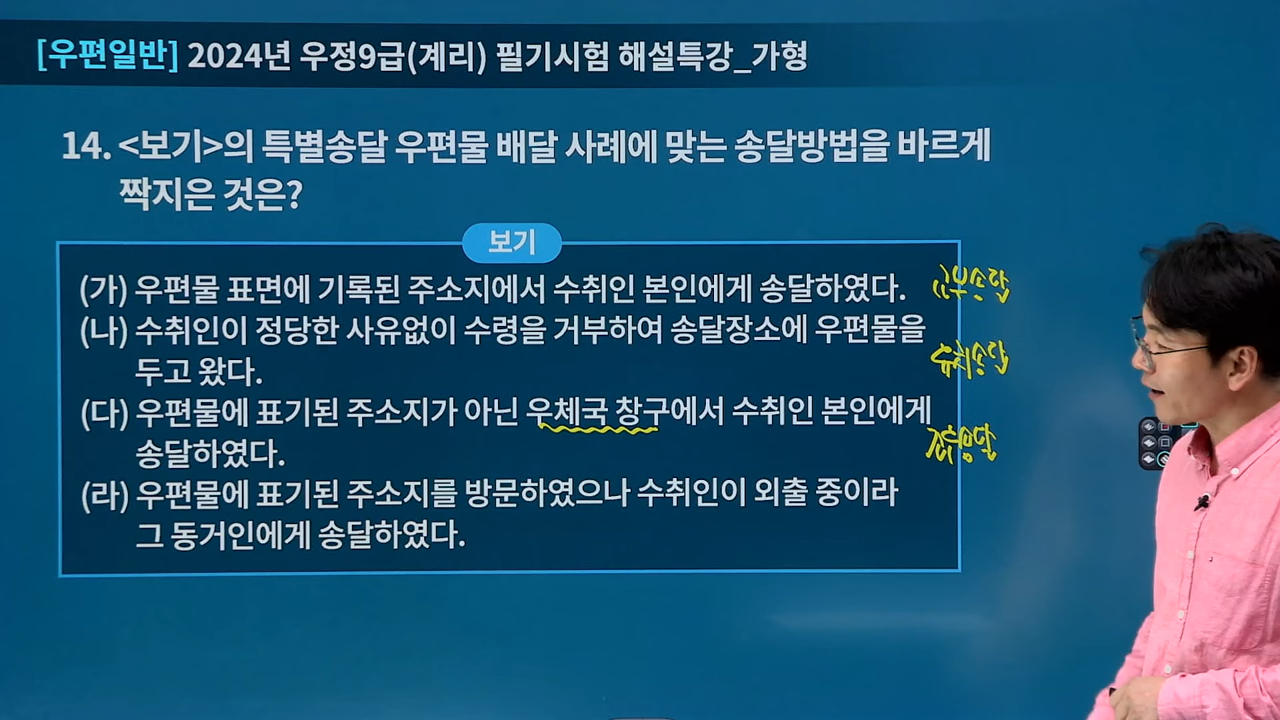 [우편일반] 2024년 우정9급(계리) 필기시험 해설특강_가형
14. <보기>의 특별송달 우편물 배달 사례에 맞는 송달방법을 바르게
짝지은 것은?
보기
(가) 우편물 표면에 기록된 주소지에서 수취인 본인에게 송달하였다.
교부송달
(나) 수취인이 정당한 사유없이 수령을 거부하여 송달장소에 우편물을
두고 왔다.
유치송달
(다) 우편물에 표기된 주소지가 아닌 우체국 창구에서 수취인 본인에게
송달하였다.
조우송달
(라) 우편물에 표기된 주소지를 방문하였으나 수취인이 외출 중이라
그 동거인에게 송달하였다.